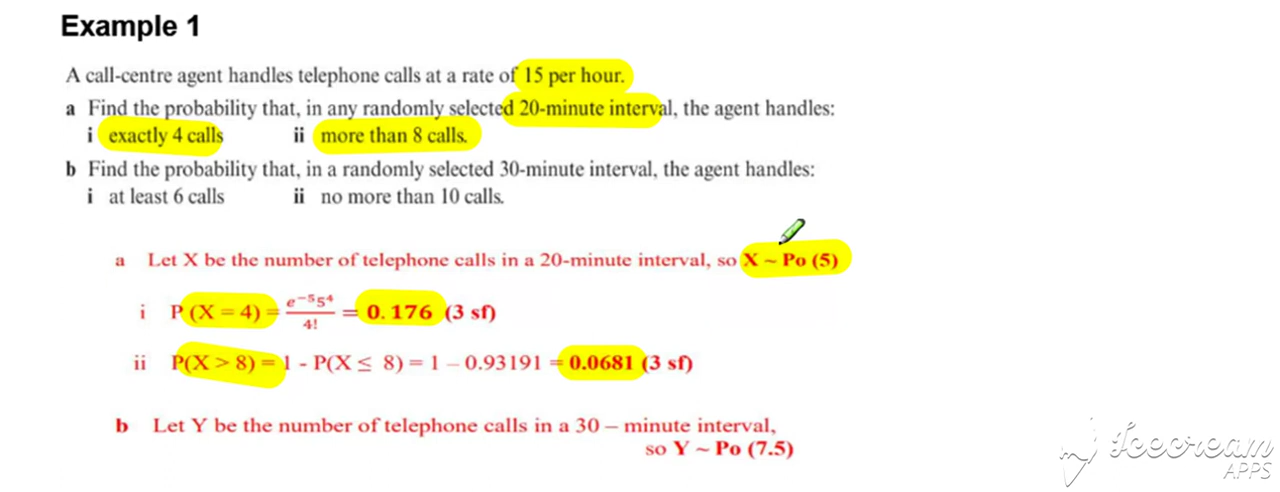 Example 1
A call-centre agent handles telephone calls at a rate of 15 per hour.
a Find the probability that, in any randomly selected 20-minute interval, the agent handles:
i exactly 4 calls ii more than 8 calls.
b Find the probability that, in a randomly selected 30-minute interval, the agent handles:
i at least 6 calls ii no more than 10 calls.
a Let X be the number of telephone calls in a 20-minute interval, so X ~ Po (5)
i P (X = 4) = e⁻⁵5⁴/4! = 0.176 (3 sf)
ii P(X > 8) = 1 - P(X ≤ 8) = 1 – 0.93191 = 0.0681 (3 sf)
b Let Y be the number of telephone calls in a 30 – minute interval,
so Y ~ Po (7.5)
Icecream
APPS